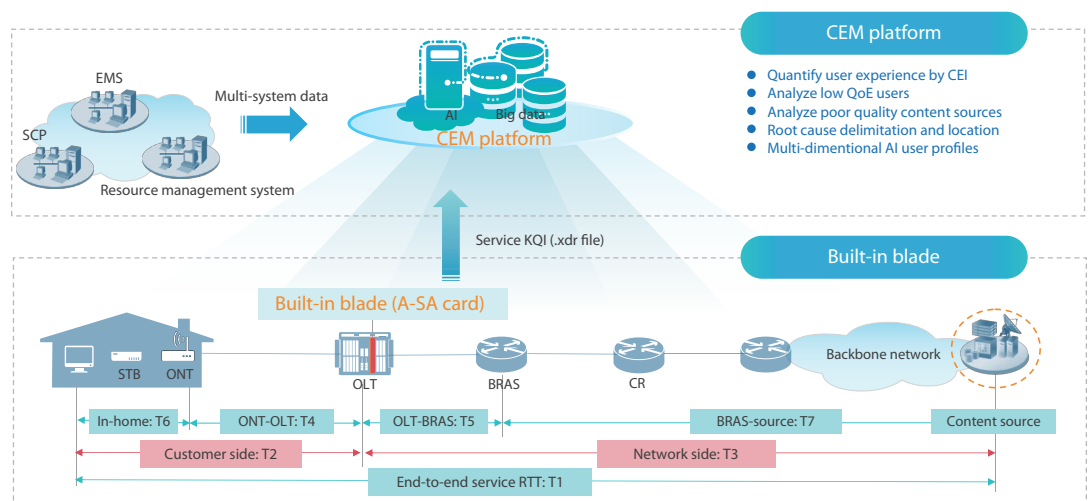 CEM platform
Quantify user experience by CEI
Analyze low QoE users
Analyze poor quality content sources
Root cause delimitation and location
Multi-dimentional AI user profiles
EMS
SCP
Resource management system
Multi-system data
AI
Big data
CEM platform
Service KQI (.xdr file)
Built-in blade
Built-in blade (A-SA card)
STB
ONT
OLT
BRAS
CR
Backbone network
In-home: T6
ONT-OLT: T4
OLT-BRAS: T5
BRAS-source: T7
Content source
Customer side: T2
Network side: T3
End-to-end service RTT: T1